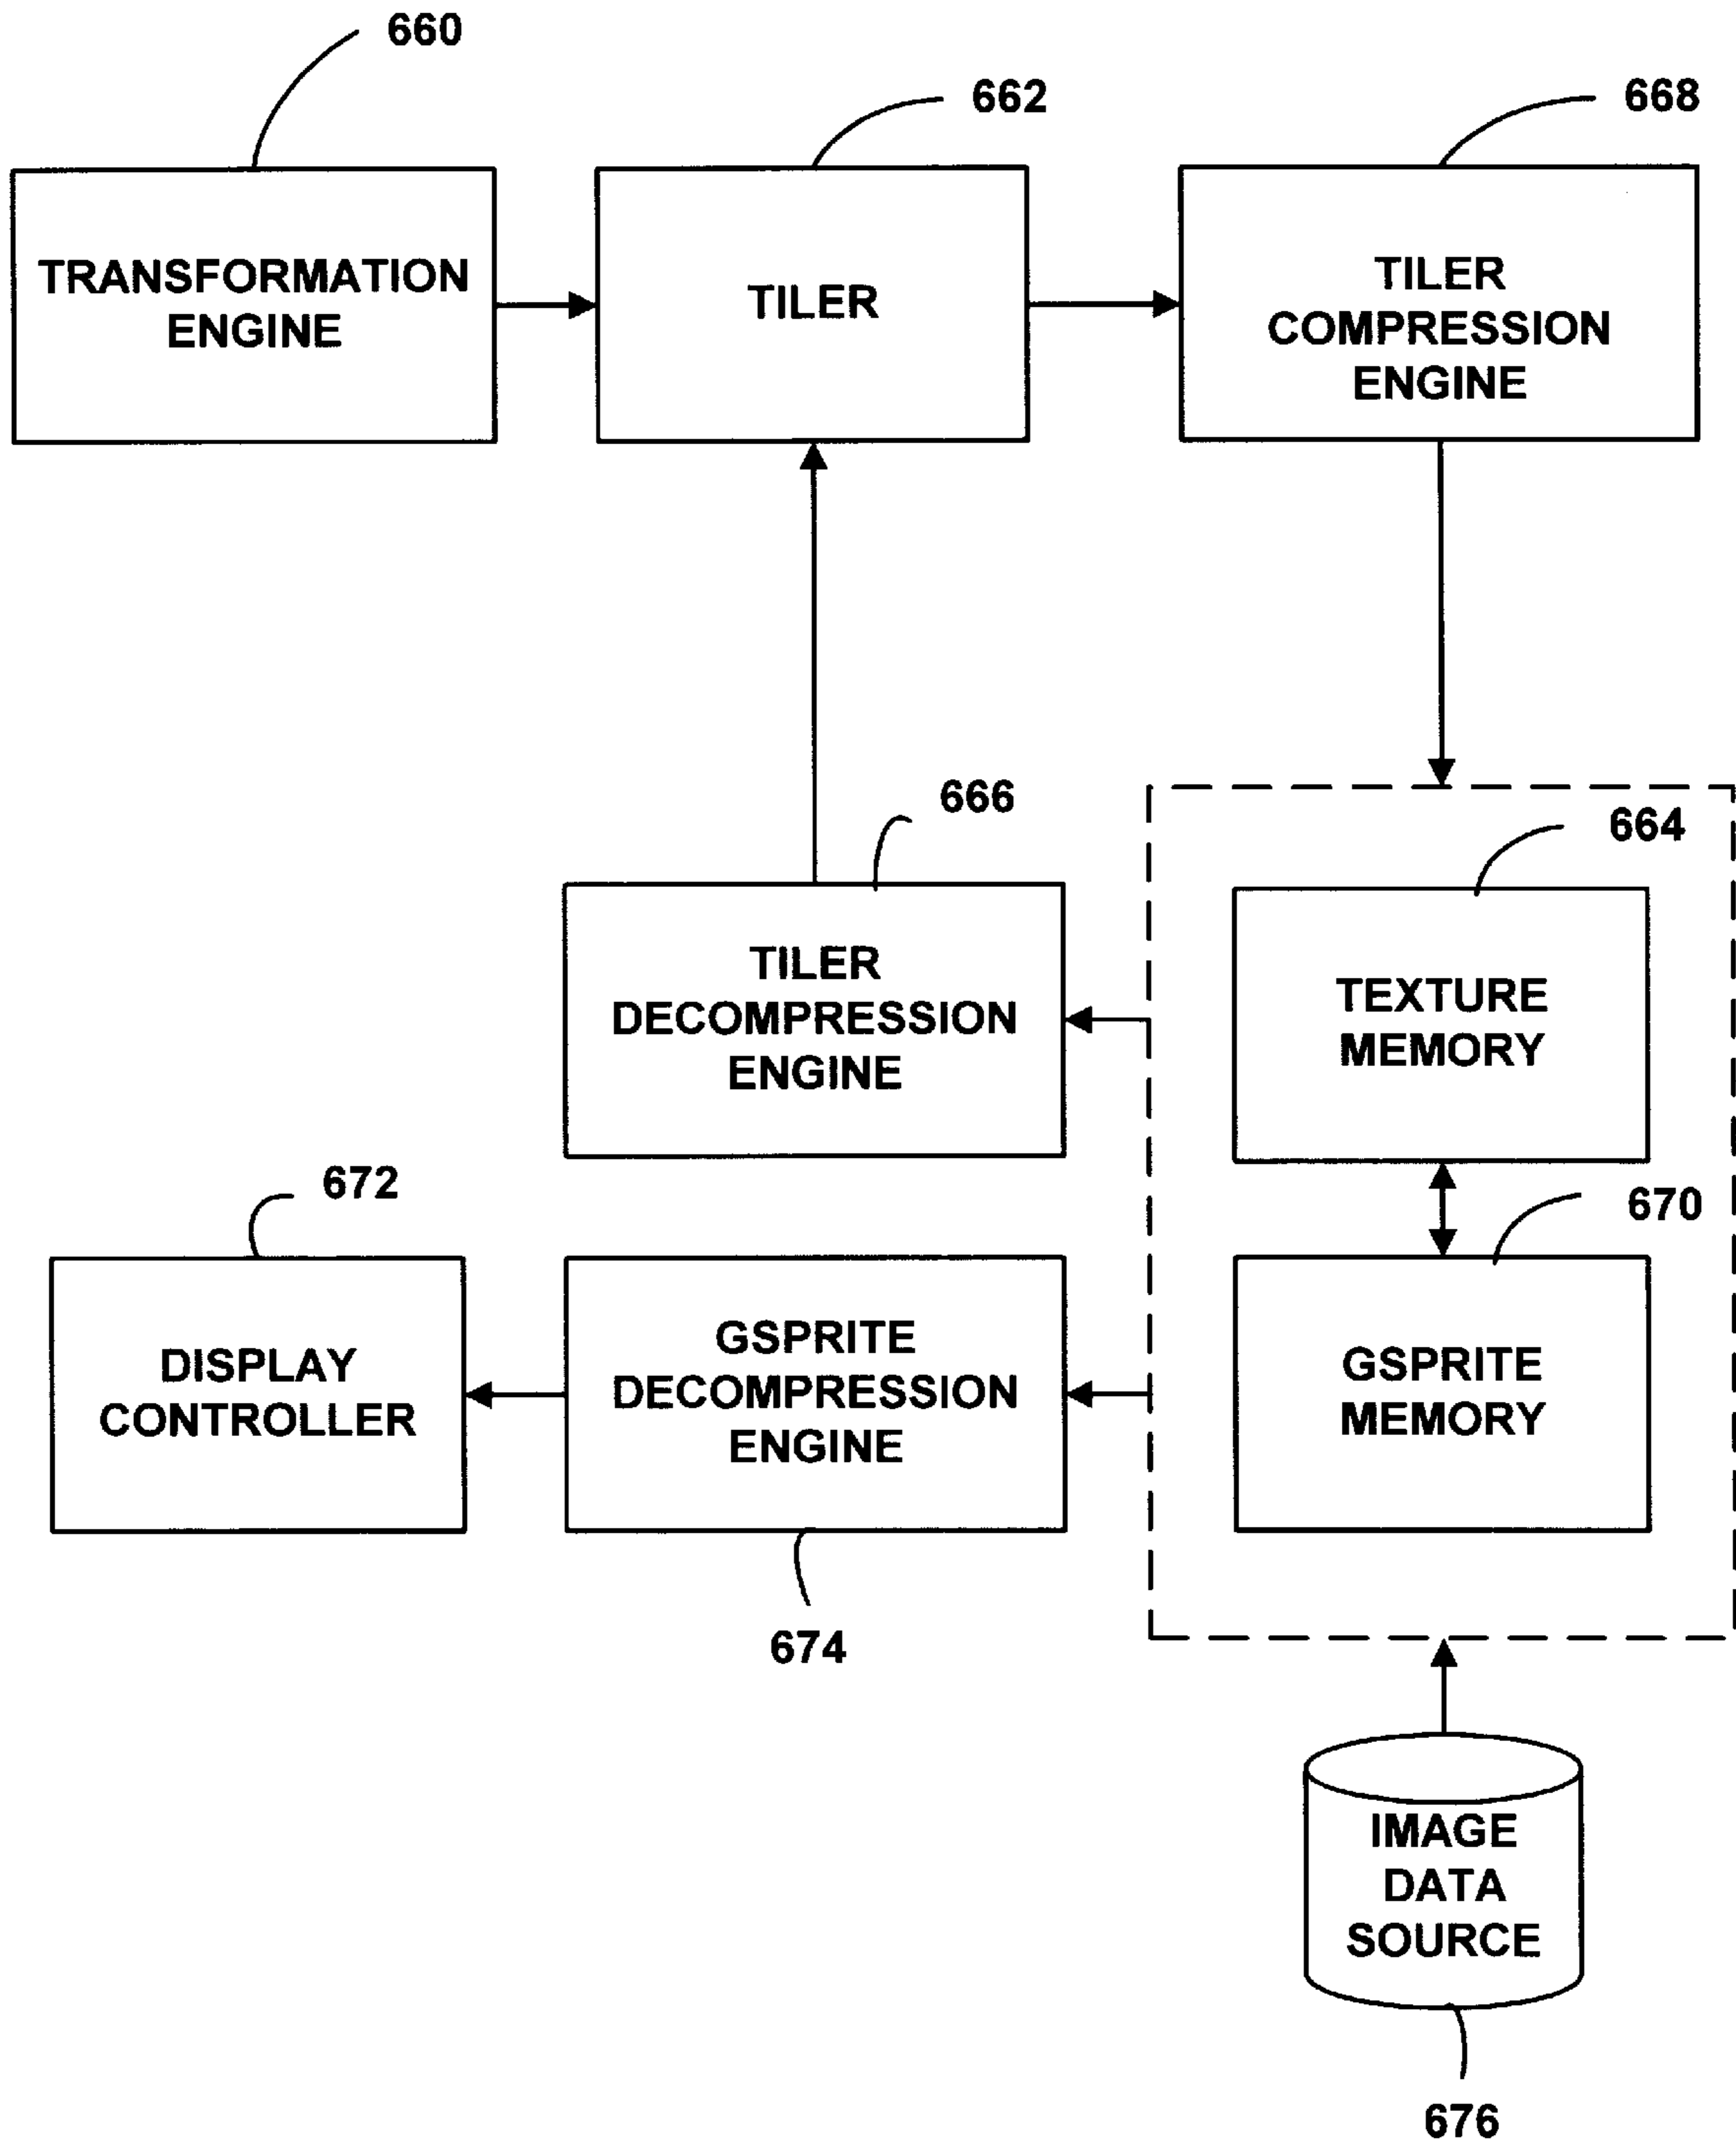 660
662
668
TRANSFORMATION
ENGINE
TILER
TILER
COMPRESSION
ENGINE
666
664
TILER
DECOMPRESSION
ENGINE
TEXTURE
MEMORY
672
670
DISPLAY
CONTROLLER
GSPRITE
DECOMPRESSION
ENGINE
GSPRITE
MEMORY
674
IMAGE
DATA
SOURCE
676